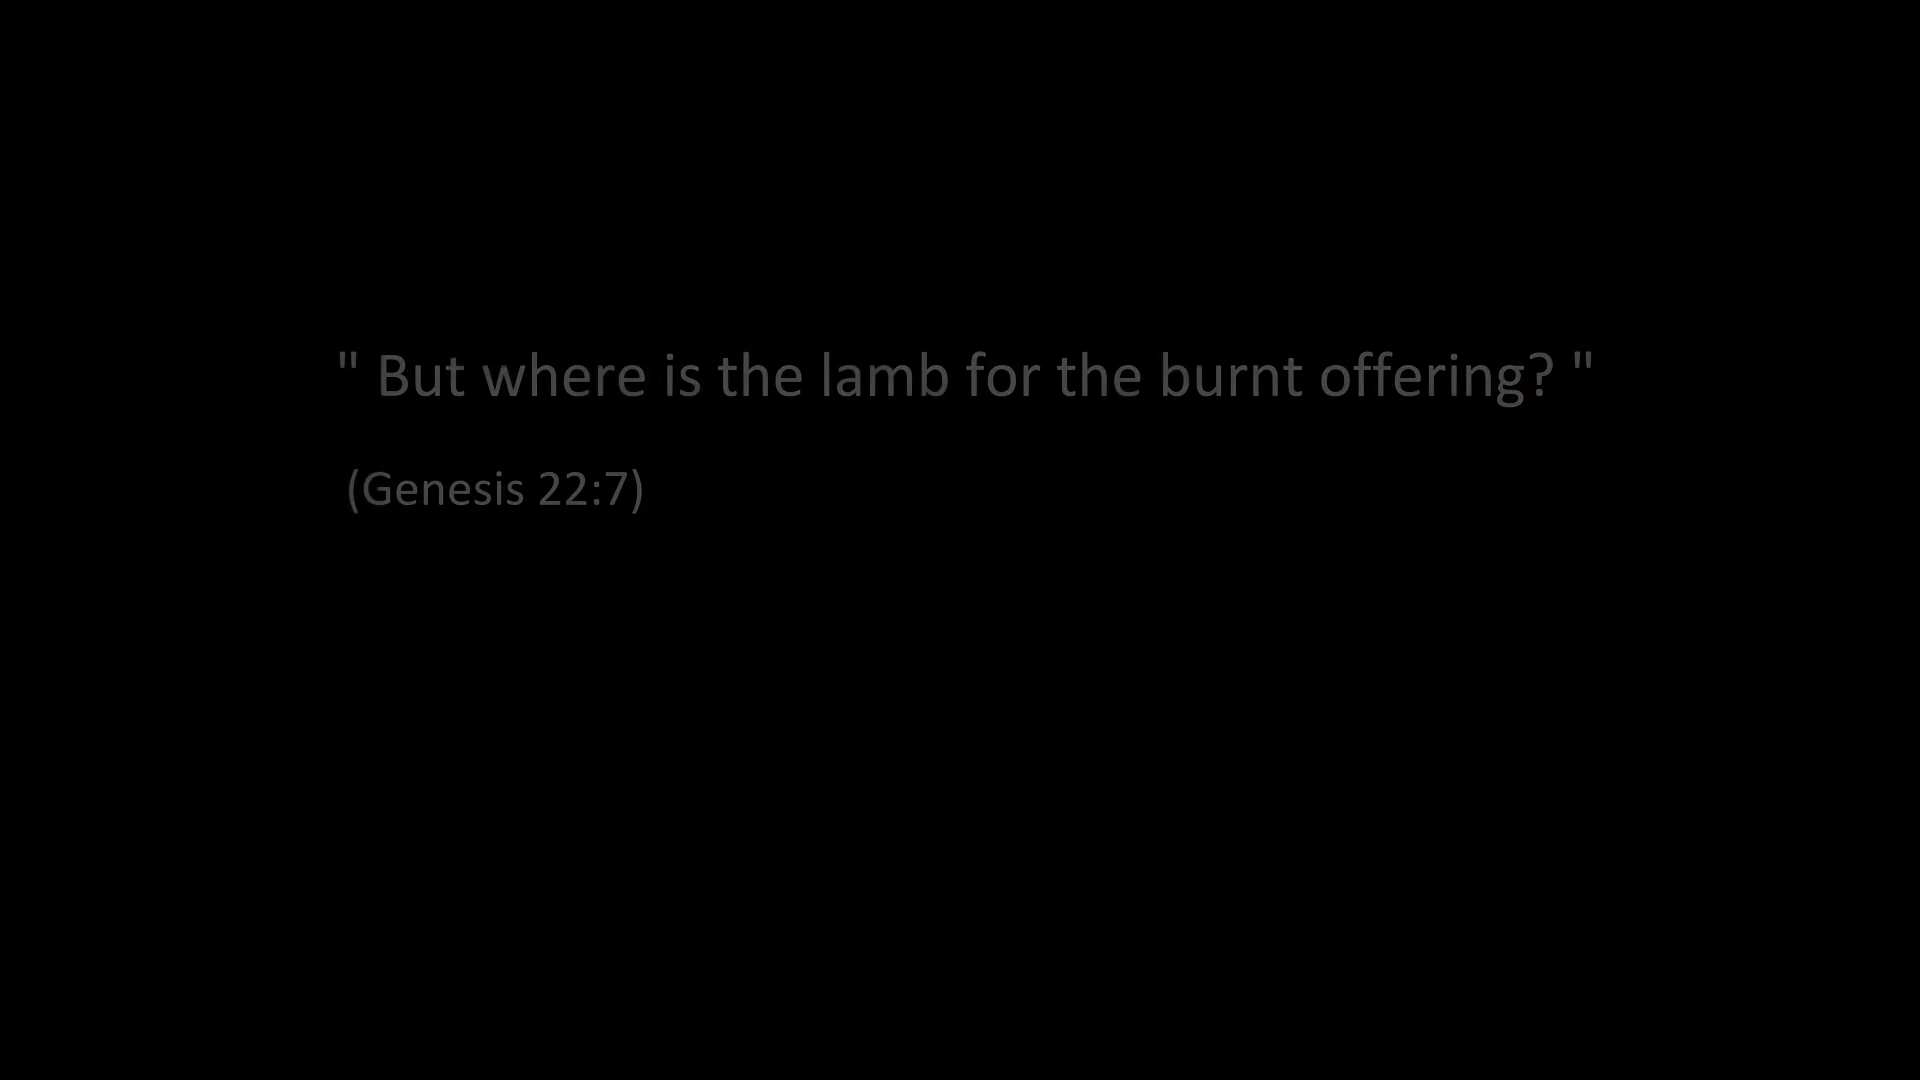 " But where is the lamb for the burnt offering? "
(Genesis 22:7)